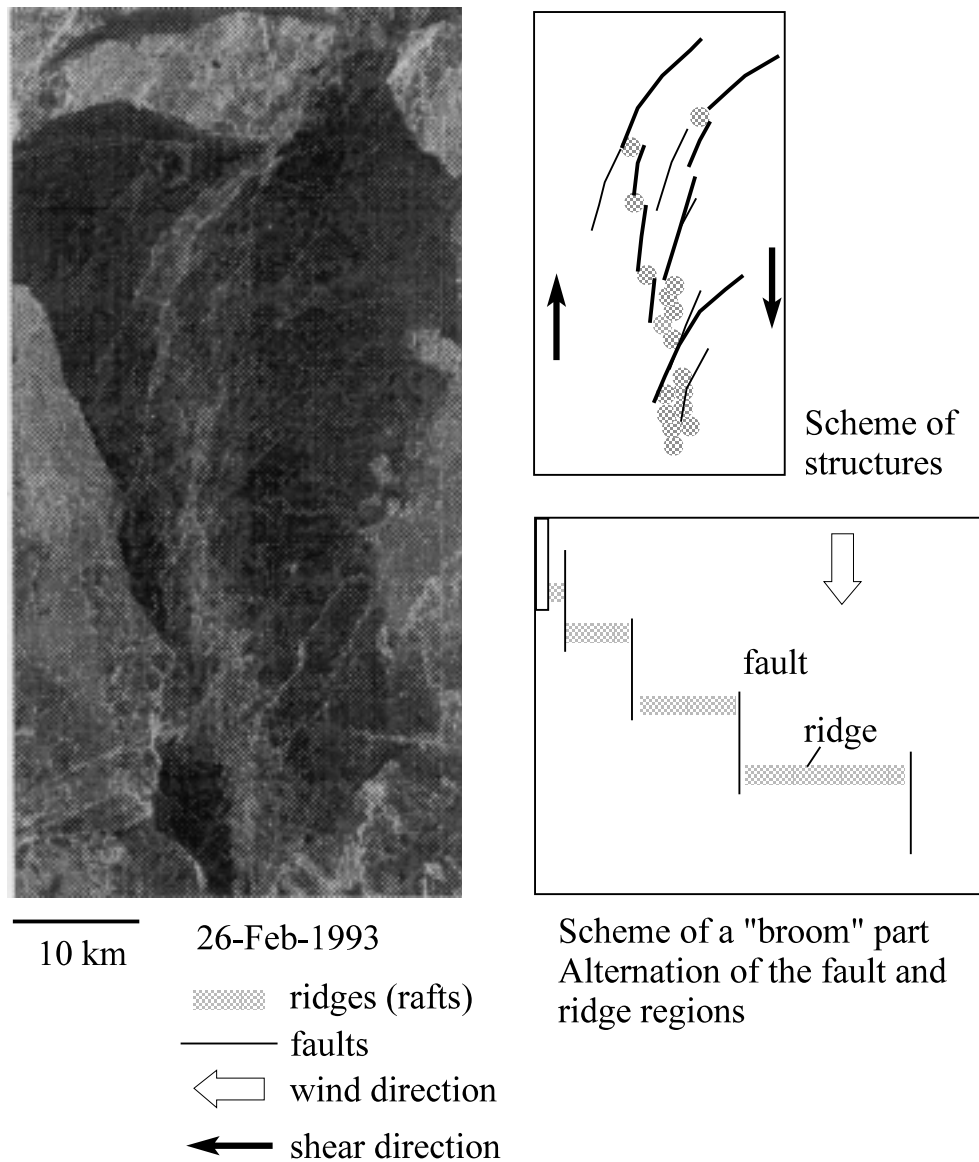 Scheme of
structures
fault
ridge
10 km
26-Feb-1993
ridges (rafts)
faults
wind direction
shear direction
Scheme of a "broom" part
Alternation of the fault and
ridge regions